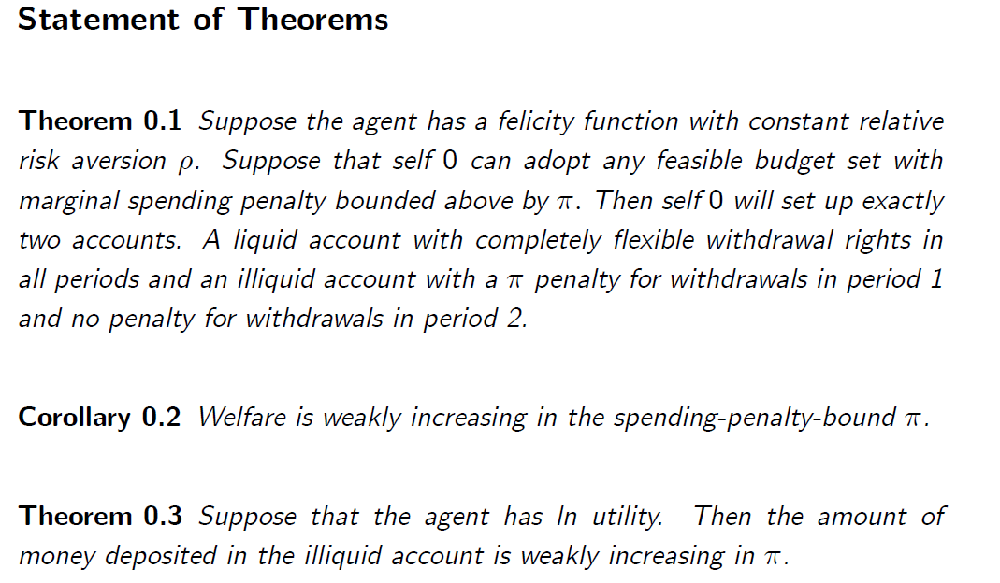 Statement of Theorems
Theorem 0.1 Suppose the agent has a felicity function with constant relative
risk aversion ρ. Suppose that self 0 can adopt any feasible budget set with
marginal spending penalty bounded above by π. Then self 0 will set up exactly
two accounts. A liquid account with completely flexible withdrawal rights in
all periods and an illiquid account with a π penalty for withdrawals in period 1
and no penalty for withdrawals in period 2.
Corollary 0.2 Welfare is weakly increasing in the spending-penalty-bound π.
Theorem 0.3 Suppose that the agent has ln utility. Then the amount of
money deposited in the illiquid account is weakly increasing in π.